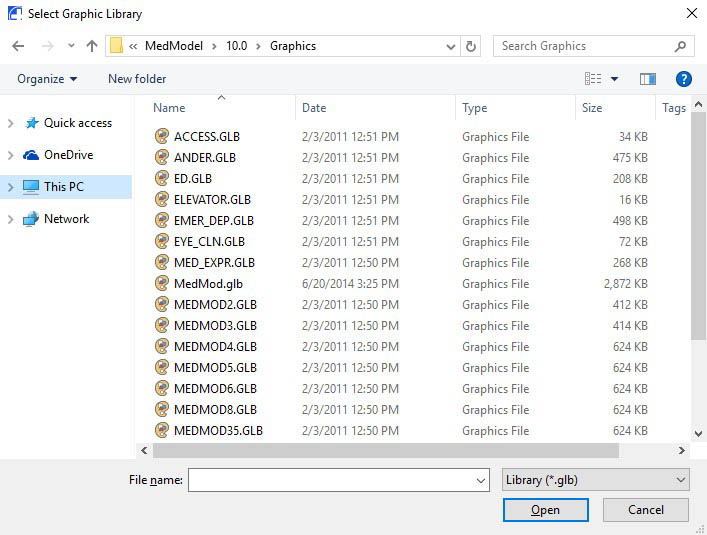 Select Graphic Library
« MedModel › 10.0 › Graphics
Search Graphics
Organize
New folder
?
Quick access
OneDrive
This PC
Network
Name Date Type Size Tags
ACCESS.GLB 2/3/2011 12:51 PM Graphics File 34 KB
ANDER.GLB 2/3/2011 12:51 PM Graphics File 475 KB
ED.GLB 2/3/2011 12:51 PM Graphics File 208 KB
ELEVATOR.GLB 2/3/2011 12:51 PM Graphics File 16 KB
EMER_DEP.GLB 2/3/2011 12:51 PM Graphics File 498 KB
EYE_CLN.GLB 2/3/2011 12:51 PM Graphics File 72 KB
MED_EXPR.GLB 2/3/2011 12:50 PM Graphics File 268 KB
MedMod.glb 6/20/2014 3:25 PM Graphics File 2,872 KB
MEDMOD2.GLB 2/3/2011 12:50 PM Graphics File 412 KB
MEDMOD3.GLB 2/3/2011 12:50 PM Graphics File 414 KB
MEDMOD4.GLB 2/3/2011 12:50 PM Graphics File 624 KB
MEDMOD5.GLB 2/3/2011 12:50 PM Graphics File 624 KB
MEDMOD6.GLB 2/3/2011 12:50 PM Graphics File 624 KB
MEDMOD8.GLB 2/3/2011 12:50 PM Graphics File 624 KB
MEDMOD35.GLB 2/3/2011 12:50 PM Graphics File 624 KB
File name:
Library (*.glb)
Open
Cancel